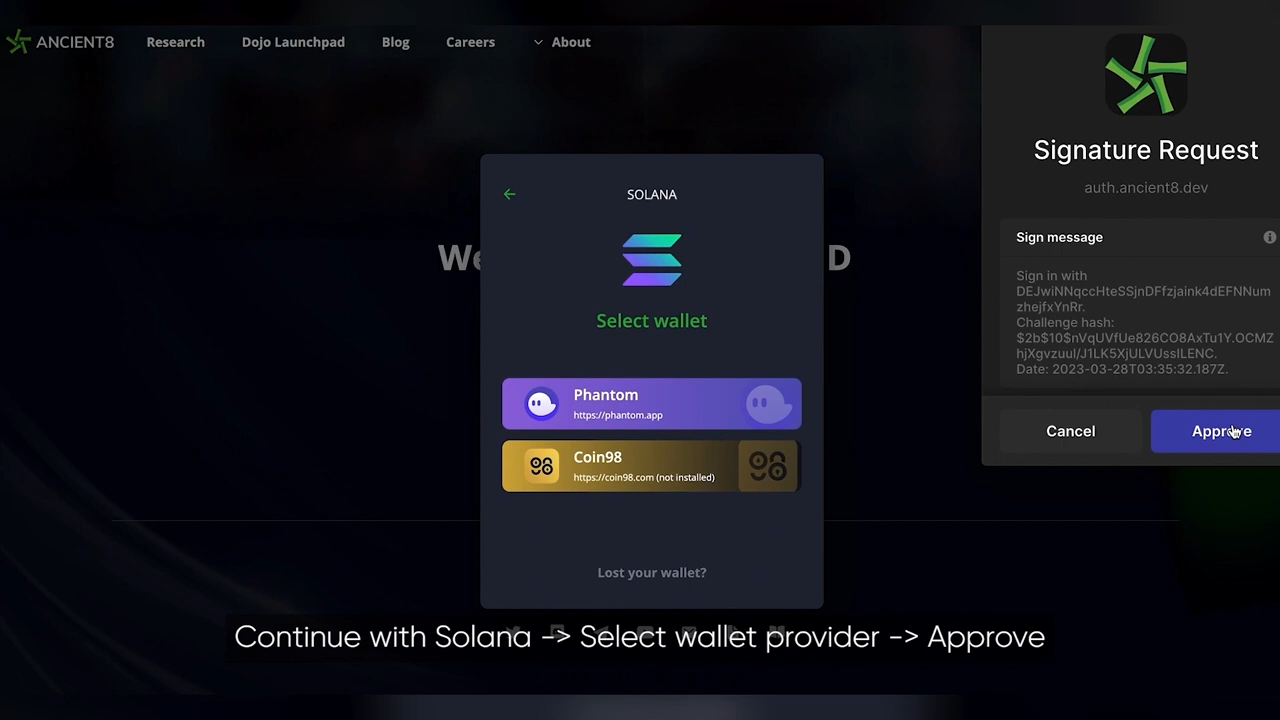 ANCIENT8
Research
Dojo Launchpad
Blog
Careers
About
We
D
SOLANA
Select wallet
Phantom
https://phantom.app
Coin98
https://coin98.com (not installed)
Lost your wallet?
Signature Request
auth.ancient8.dev
Sign message
Sign in with
DEJwiNNqccHteSSjnDFfzjaink4dEFNNum
zhejfxYnRr.
Challenge hash:
$2b$10$nVqUVfUe826CO8AxTu1Y.OCMZ
hjXgvzuul/J1LK5XjULVUssILENC.
Date: 2023-03-28T03:35:32.187Z.
Cancel
Approve
Continue with Solana -> Select wallet provider -> Approve